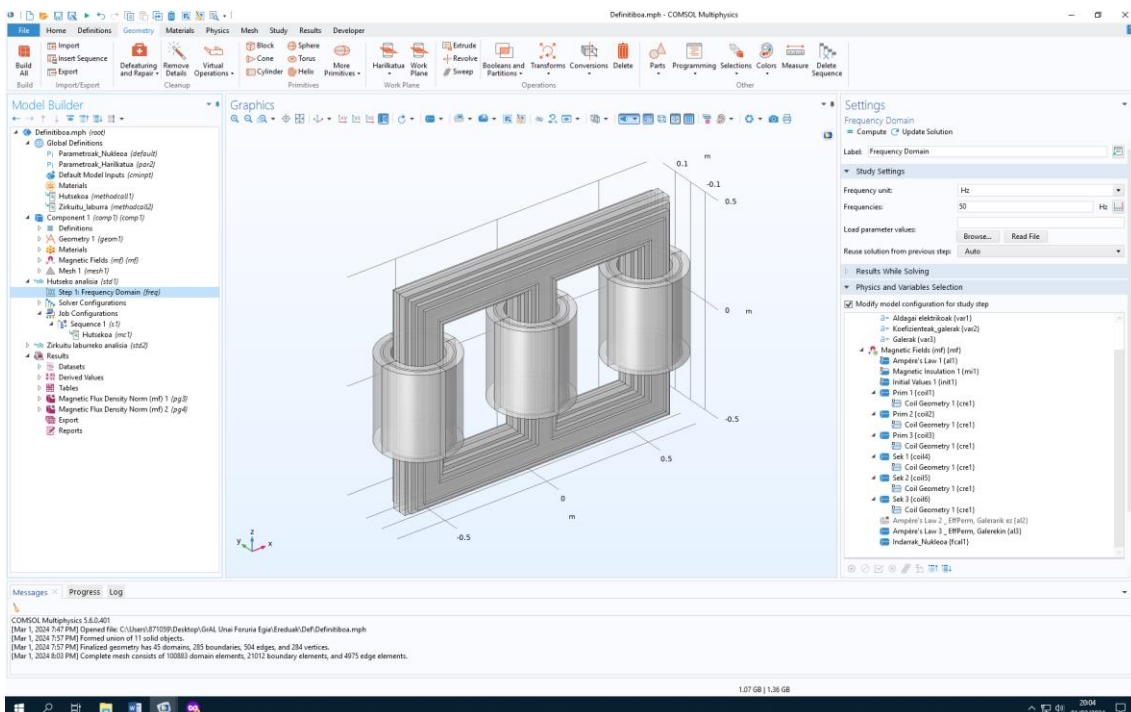 Definitiboa.mph - COMSOL Multiphysics
File Home Definitions Geometry Materials Physics Mesh Study Results Developer
Build All
Import
Insert Sequence
Export
Defeaturing and Repair
Remove Details
Virtual Operations
Block Sphere
Cone Torus
Cylinder Helix
More Primitives
Harilkatua
Work Plane
Extrude
Revolve
Sweep
Booleans and Partitions
Transforms
Conversions
Delete
Parts
Programming
Selections
Colors
Measure
Delete Sequence
Build Import/Export Cleanup Primitives Work Plane Operations Other
Model Builder
Definitiboa.mph (root)
Global Definitions
Pi Parametroak_Nukleoa (default)
Pi Parametroak_Harilkatua (par2)
Default Model Inputs (cminpt)
Materials
Hutsekoa (methodcall1)
Zirkuitu_laburra (methodcall2)
Component 1 (comp1) (comp1)
Definitions
Geometry 1 (geom1)
Materials
Magnetic Fields (mf) (mf)
Mesh 1 (mesh1)
Hutseko analisia (std1)
Step 1: Frequency Domain (freq)
Solver Configurations
Job Configurations
Sequence 1 (s1)
Hutsekoa (mc1)
Zirkuitu laburreko analisia (std2)
Results
Datasets
Derived Values
Tables
Magnetic Flux Density Norm (mf) 1 (pg3)
Magnetic Flux Density Norm (mf) 2 (pg4)
Export
Reports
Graphics
m
0.1
-0.1
0.5
0 m
-0.5
0.5
0
m
-0.5
z
y x
Settings
Frequency Domain
= Compute Update Solution
Label: Frequency Domain
Study Settings
Frequency unit: Hz
Frequencies: 50 Hz
Load parameter values:
Browse... Read File
Reuse solution from previous step: Auto
Results While Solving
Physics and Variables Selection
Modify model configuration for study step
a= Aldagai elektrikoak {var1}
a= Koefizienteak_galerak {var2}
a= Galerak {var3}
Magnetic Fields (mf) {mf}
Ampère's Law 1 {al1}
Magnetic Insulation 1 {mi1}
Initial Values 1 {init1}
Prim 1 {coil1}
Coil Geometry 1 {cre1}
Prim 2 {coil2}
Coil Geometry 1 {cre1}
Prim 3 {coil3}
Coil Geometry 1 {cre1}
Sek 1 {coil4}
Coil Geometry 1 {cre1}
Sek 2 {coil5}
Coil Geometry 1 {cre1}
Sek 3 {coil6}
Coil Geometry 1 {cre1}
Ampère's Law 2 _ EffPerm, Galerarik ez {al2}
Ampère's Law 3 _ EffPerm, Galerekin {al3}
Indarrak_Nukleoa {fcal1}
Messages Progress Log
COMSOL Multiphysics 5.6.0.401
[Mar 1, 2024 7:47 PM] Opened file: C:\Users\871059\Desktop\GrAL Unai Foruria Egia\Ereduak\Def\Definitiboa.mph
[Mar 1, 2024 7:57 PM] Formed union of 11 solid objects.
[Mar 1, 2024 7:57 PM] Finalized geometry has 45 domains, 285 boundaries, 504 edges, and 284 vertices.
[Mar 1, 2024 8:03 PM] Complete mesh consists of 100883 domain elements, 21012 boundary elements, and 4975 edge elements.
1.07 GB | 1.36 GB
20:04